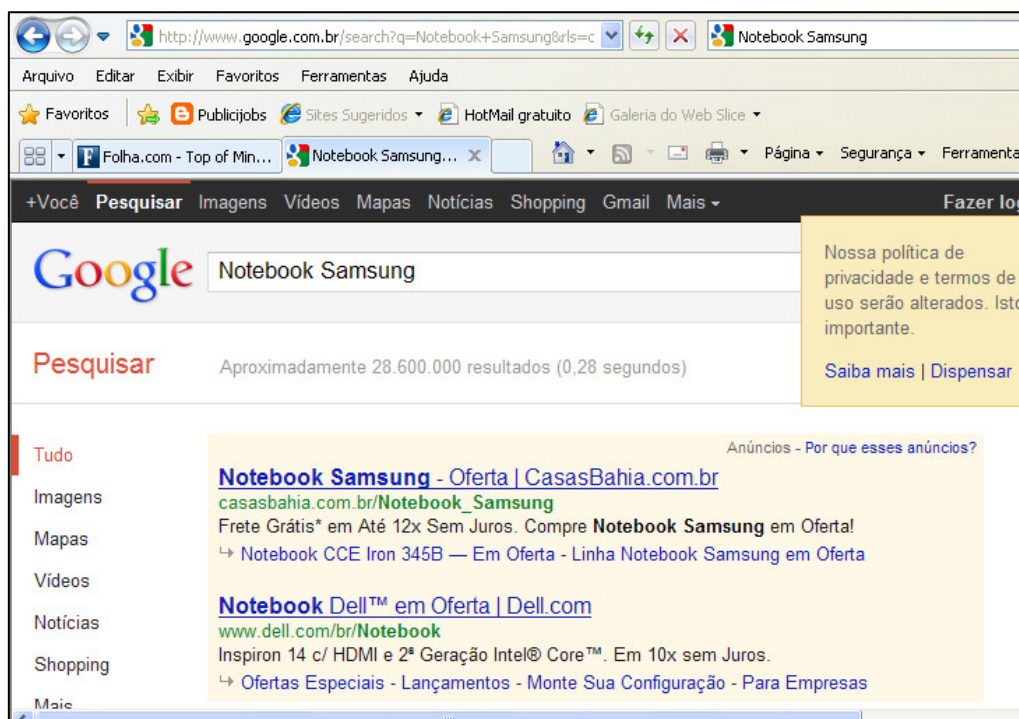 http://www.google.com.br/search?q=Notebook+Samsung&rls=c Notebook Samsung
Arquivo Editar Exibir Favoritos Ferramentas Ajuda
Favoritos Publicijobs Sites Sugeridos HotMail gratuito Galeria do Web Slice
Folha.com - Top of Min... Notebook Samsung... X Página Segurança Ferramenta
+Você Pesquisar Imagens Vídeos Mapas Notícias Shopping Gmail Mais Fazer log
Google Notebook Samsung
Nossa política de
privacidade e termos de
uso serão alterados. Isto
importante.
Saiba mais | Dispensar
Pesquisar Aproximadamente 28.600.000 resultados (0,28 segundos)
Tudo
Imagens
Mapas
Vídeos
Notícias
Shopping
Mais
Anúncios - Por que esses anúncios?
Notebook Samsung - Oferta | CasasBahia.com.br
casasbahia.com.br/Notebook_Samsung
Frete Grátis* em Até 12x Sem Juros. Compre Notebook Samsung em Oferta!
↳ Notebook CCE Iron 345B — Em Oferta - Linha Notebook Samsung em Oferta
Notebook Dell™ em Oferta | Dell.com
www.dell.com/br/Notebook
Inspiron 14 c/ HDMI e 2ª Geração Intel® Core™. Em 10x sem Juros.
↳ Ofertas Especiais - Lançamentos - Monte Sua Configuração - Para Empresas